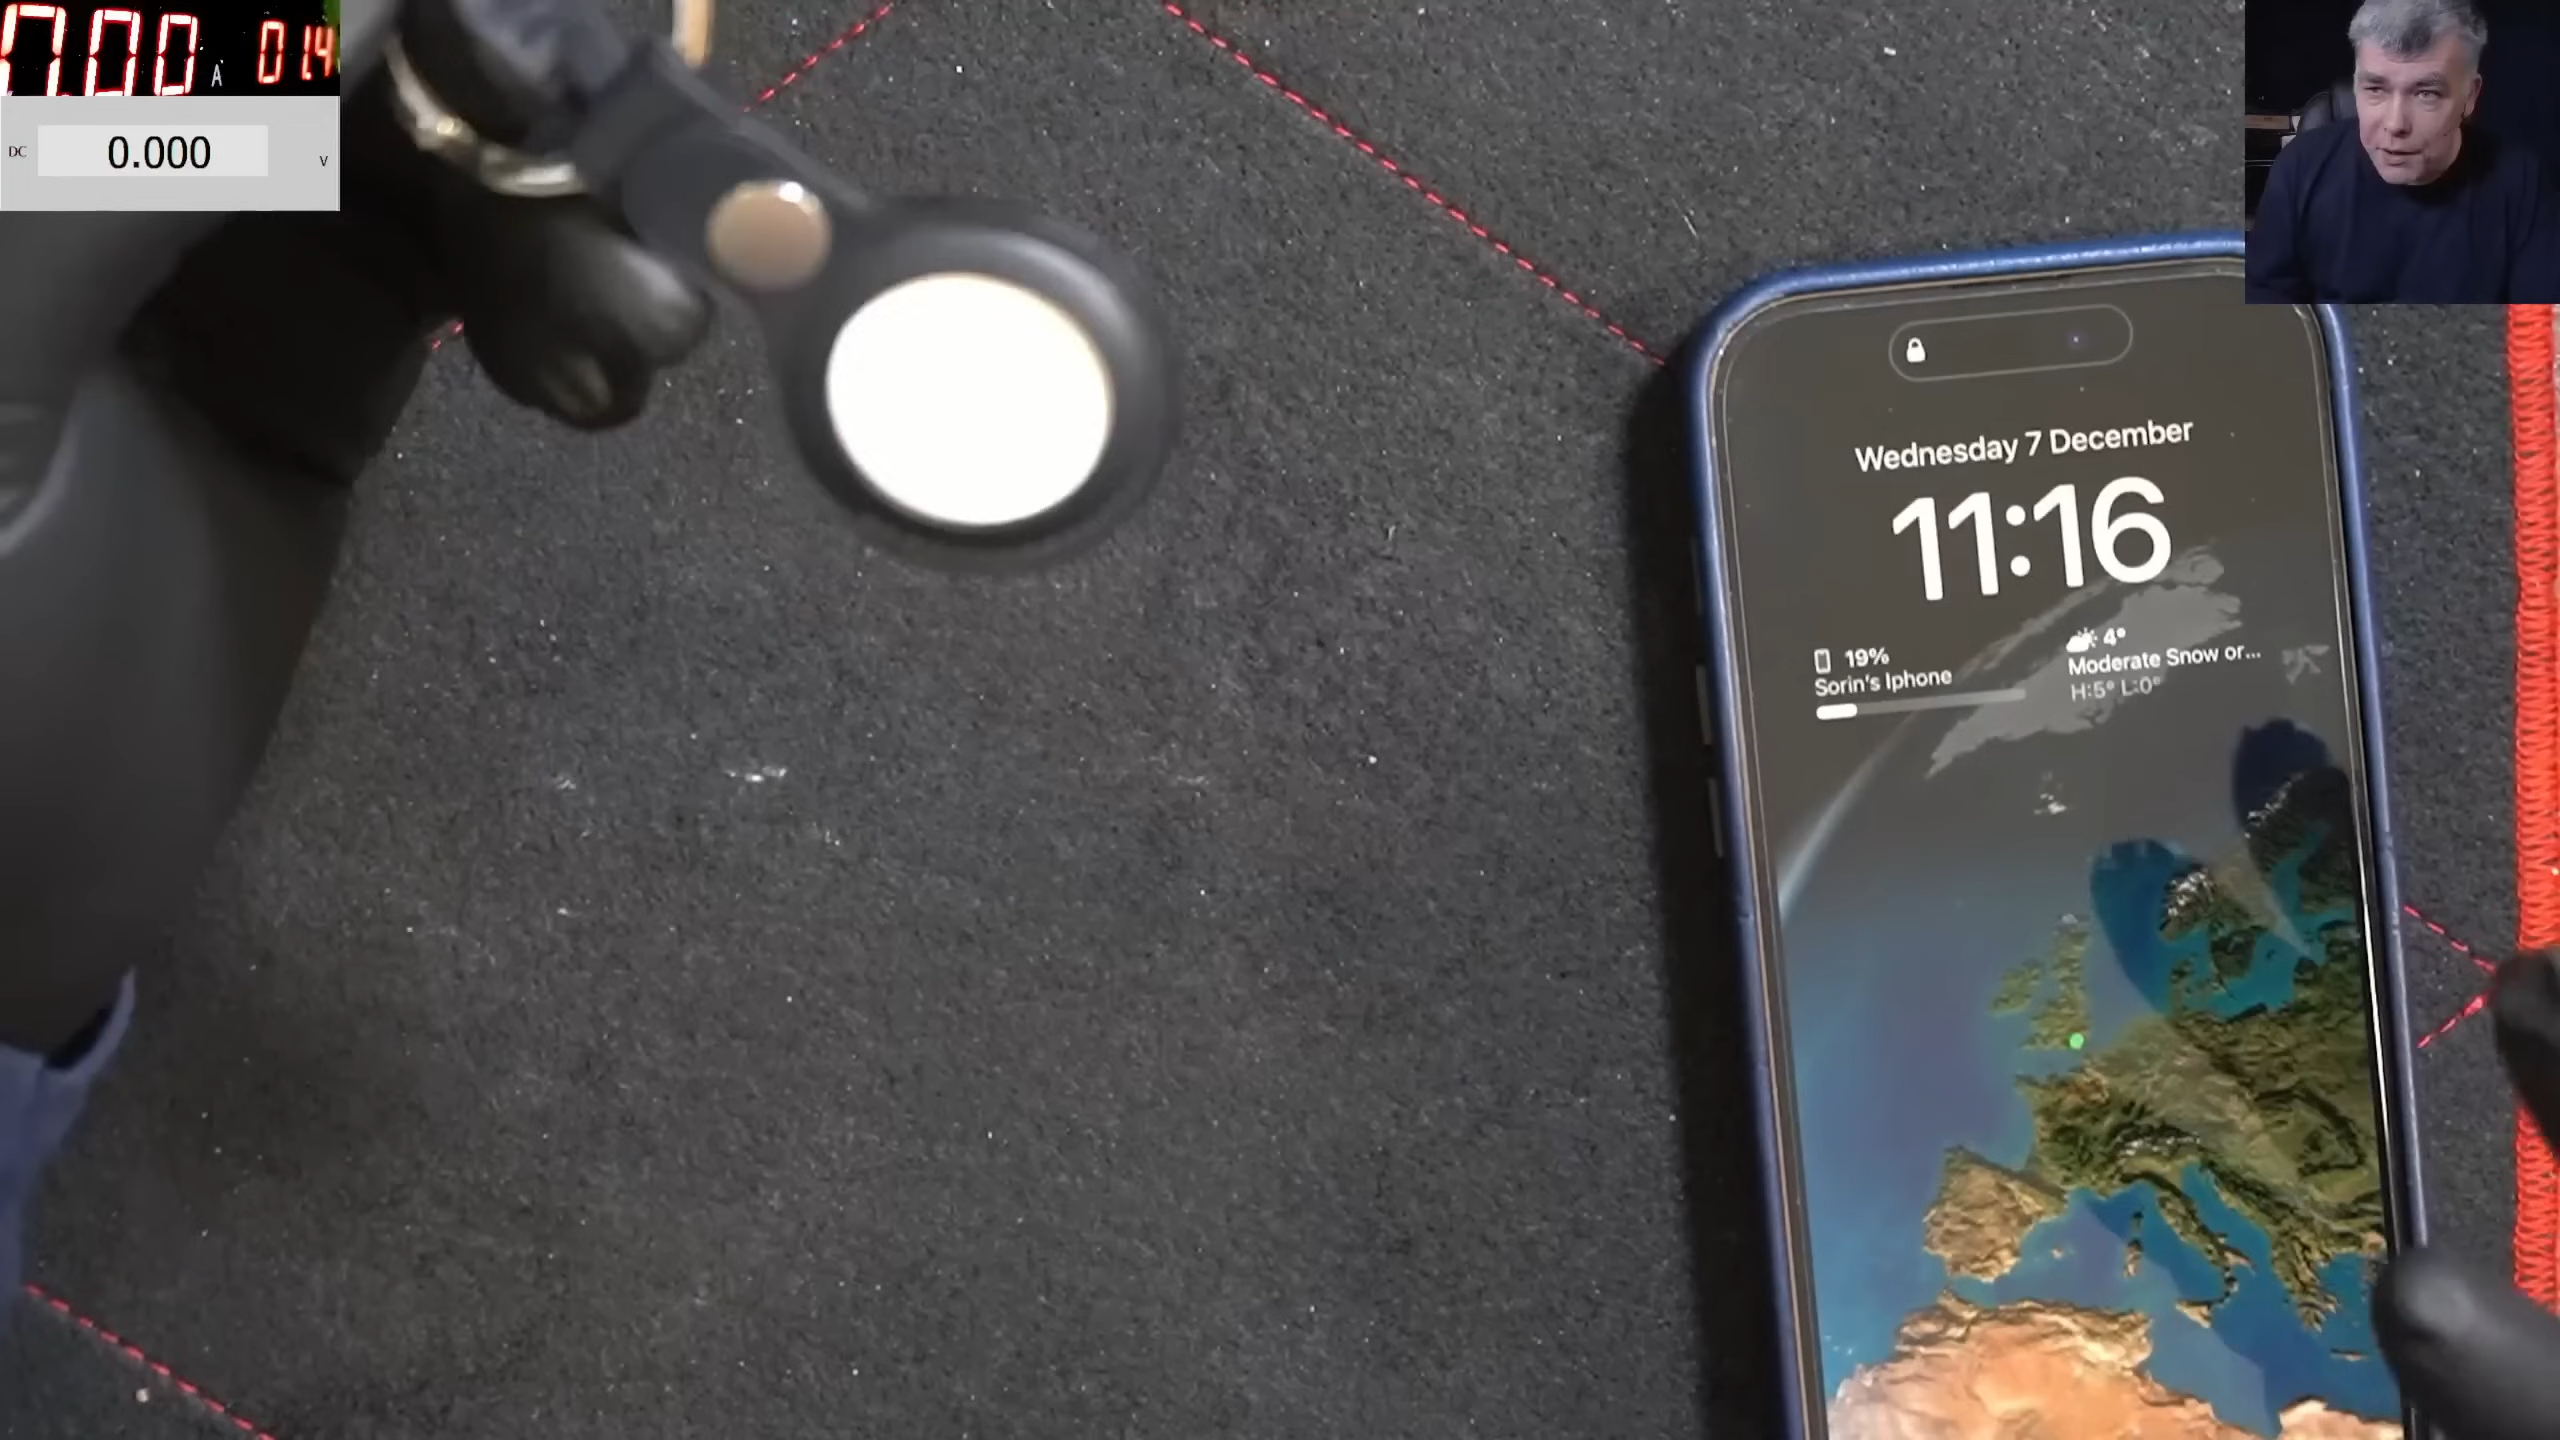 0.00 A 014
DC 0.000 V
Wednesday 7 December
11:16
19%
Sorin's Iphone
4°
Moderate Snow or...
H:5° L:0°